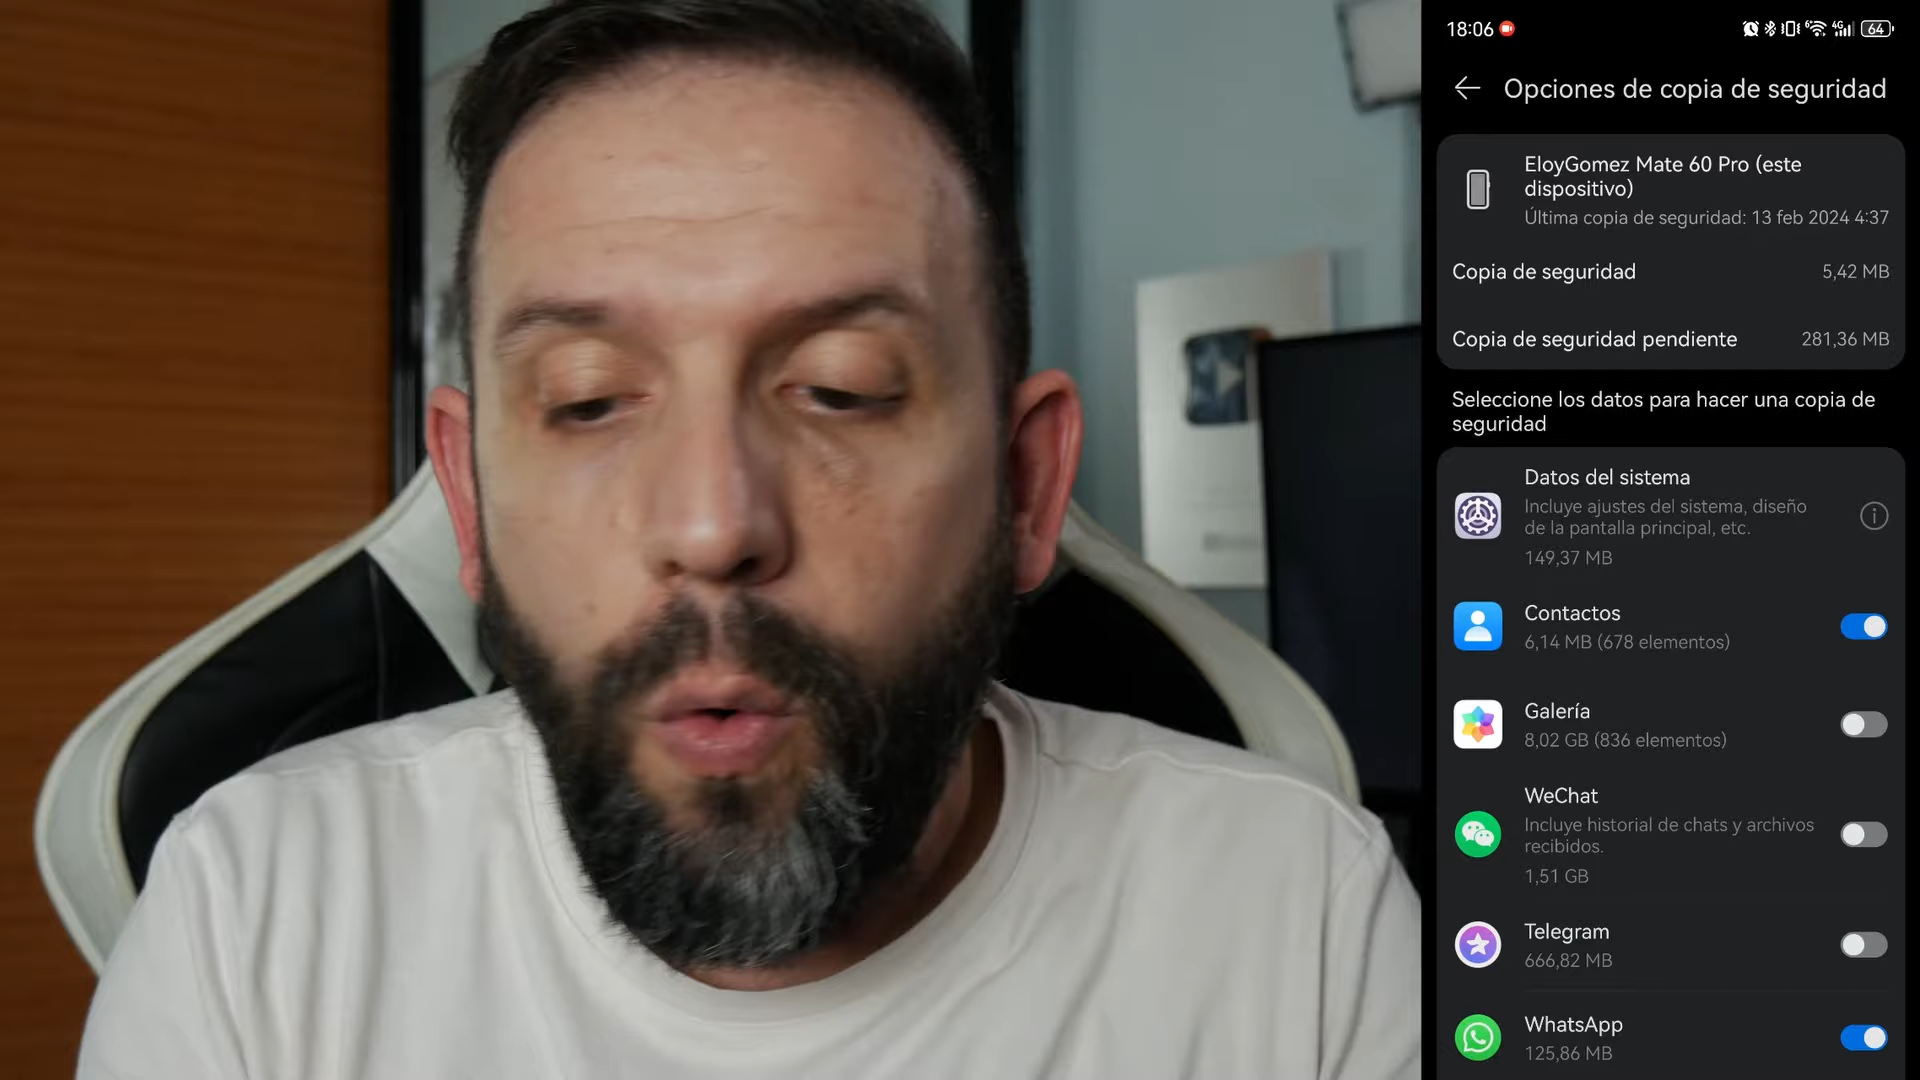 18:06
4G
64
Opciones de copia de seguridad
EloyGomez Mate 60 Pro (este
dispositivo)
Última copia de seguridad: 13 feb 2024 4:37
Copia de seguridad 5,42 MB
Copia de seguridad pendiente 281,36 MB
Seleccione los datos para hacer una copia de
seguridad
Datos del sistema
Incluye ajustes del sistema, diseño
de la pantalla principal, etc.
149,37 MB
Contactos
6,14 MB (678 elementos)
Galería
8,02 GB (836 elementos)
WeChat
Incluye historial de chats y archivos
recibidos.
1,51 GB
Telegram
666,82 MB
WhatsApp
125,86 MB